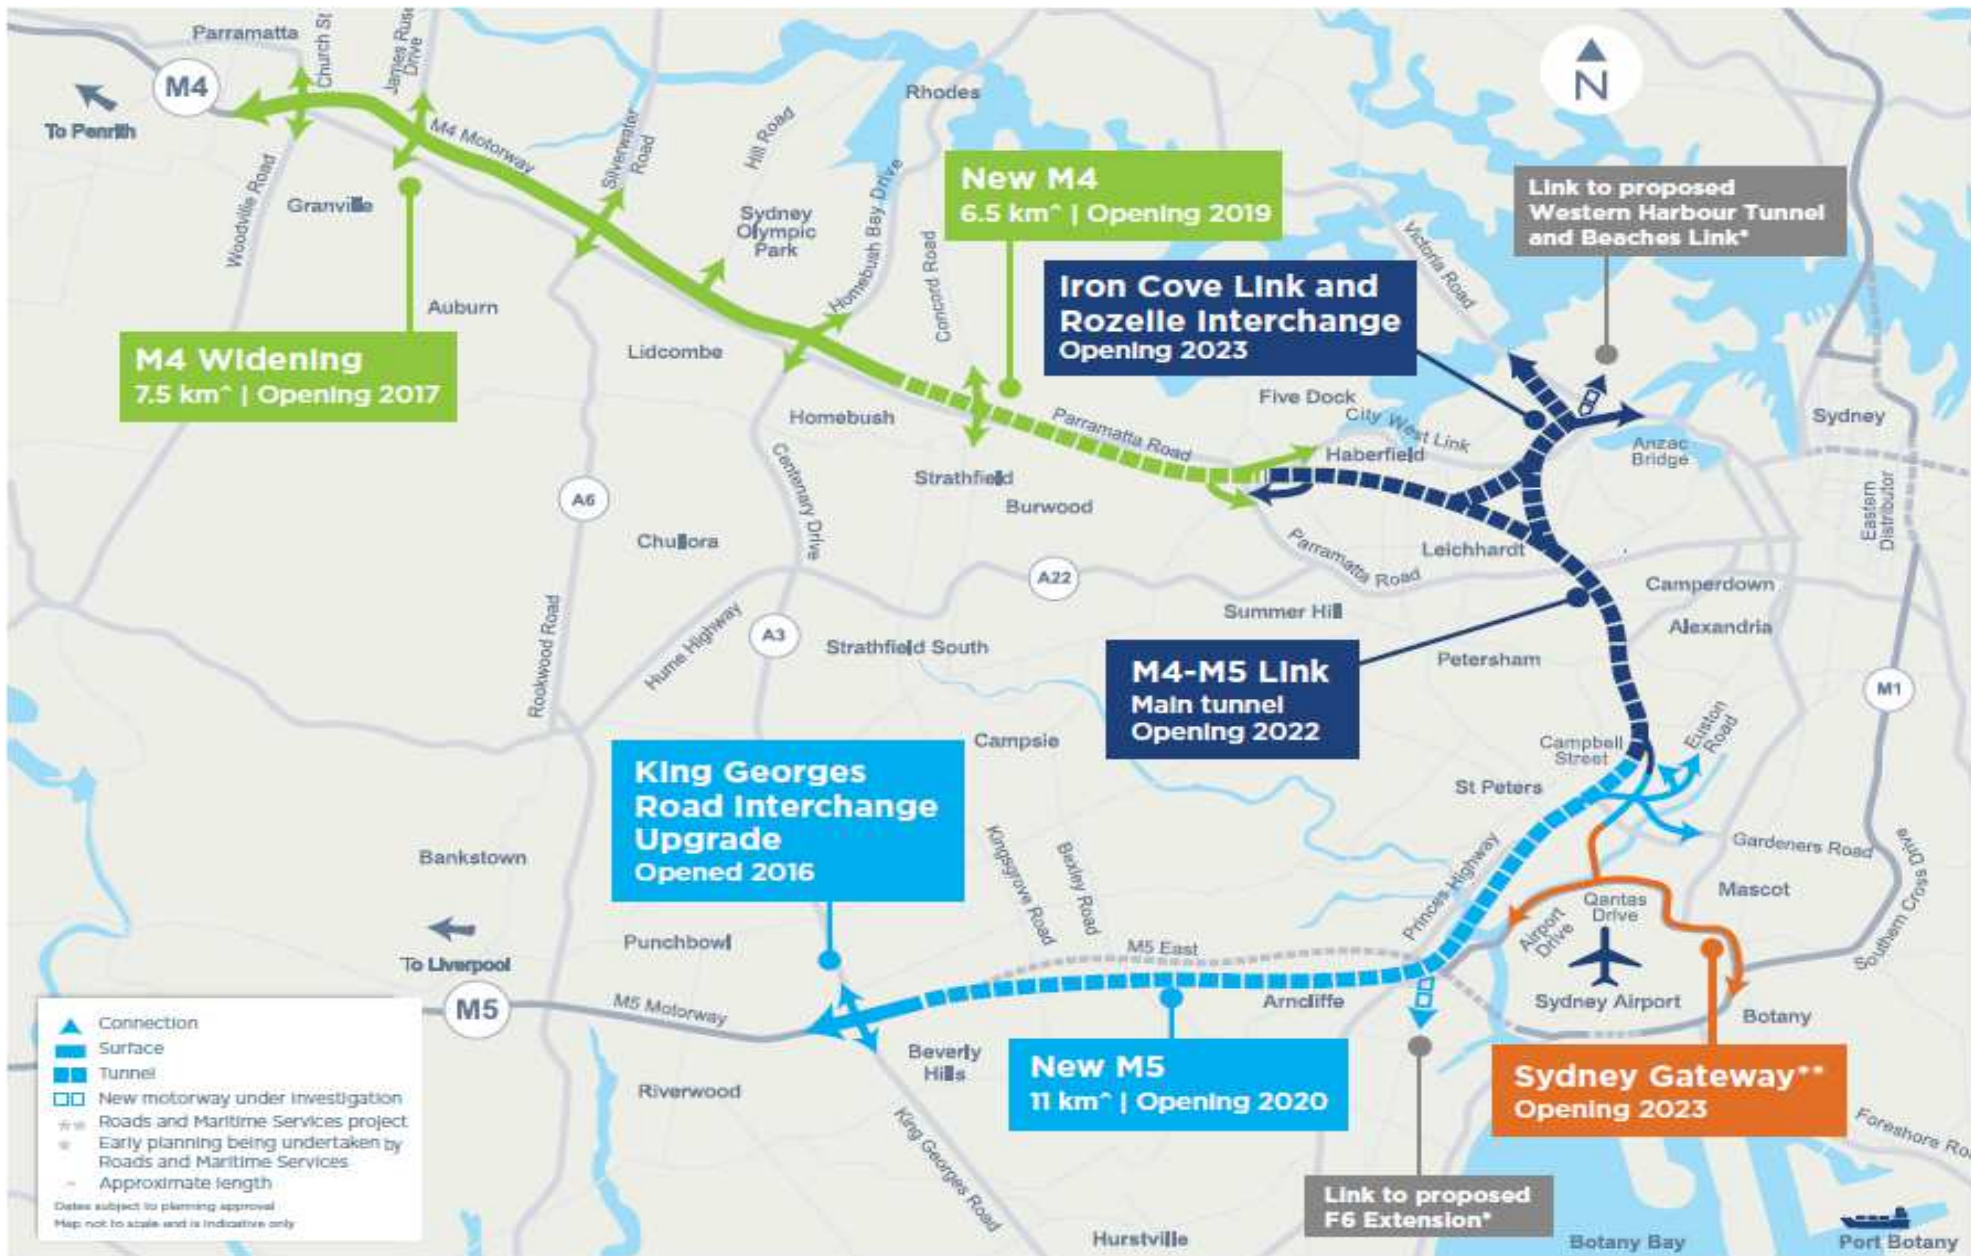 Parramatta
Church St
James Ruse
Drive
M4
To Penrith
M4 Motorway
Silverwater
Road
Hill Road
Rhodes
N
Woodville Road
Granville
Sydney
Olympic
Park
Homebush Bay Drive
Concord Road
New M4
6.5 km^ | Opening 2019
Link to proposed
Western Harbour Tunnel
and Beaches Link*
Victoria Road
Auburn
Iron Cove Link and
Rozelle Interchange
Opening 2023
M4 Widening
7.5 km^ | Opening 2017
Lidcombe
Homebush
Five Dock
City West Link
Parramatta Road
Haberfield
Anzac
Bridge
Sydney
Strathfield
Burwood
Centenary Drive
A6
Eastern
Distributor
Chullora
Leichhardt
Parramatta Road
A22
Camperdown
Summer Hill
Alexandria
Rookwood Road
Hume Highway
A3
Strathfield South
Petersham
M4-M5 Link
Main tunnel
Opening 2022
M1
Campsie
Campbell
Street
Euston
Road
King Georges
Road Interchange
Upgrade
Opened 2016
St Peters
Bankstown
Kingsgrove Road
Bexley Road
Princes Highway
Gardeners Road
Mascot
Southern Cross Drive
Qantas
Drive
Airport
Drive
Punchbowl
To Liverpool
M5 East
M5
M5 Motorway
Arncliffe
Sydney Airport
Botany
Connection
Surface
Tunnel
New motorway under investigation
** Roads and Maritime Services project
* Early planning being undertaken by
Roads and Maritime Services
^ Approximate length
Dates subject to planning approval
Map not to scale and is indicative only
Beverly
Hills
Riverwood
New M5
11 km^ | Opening 2020
Sydney Gateway**
Opening 2023
King Georges Road
Foreshore Roa
Link to proposed
F6 Extension*
Hurstville
Botany Bay
Port Botany